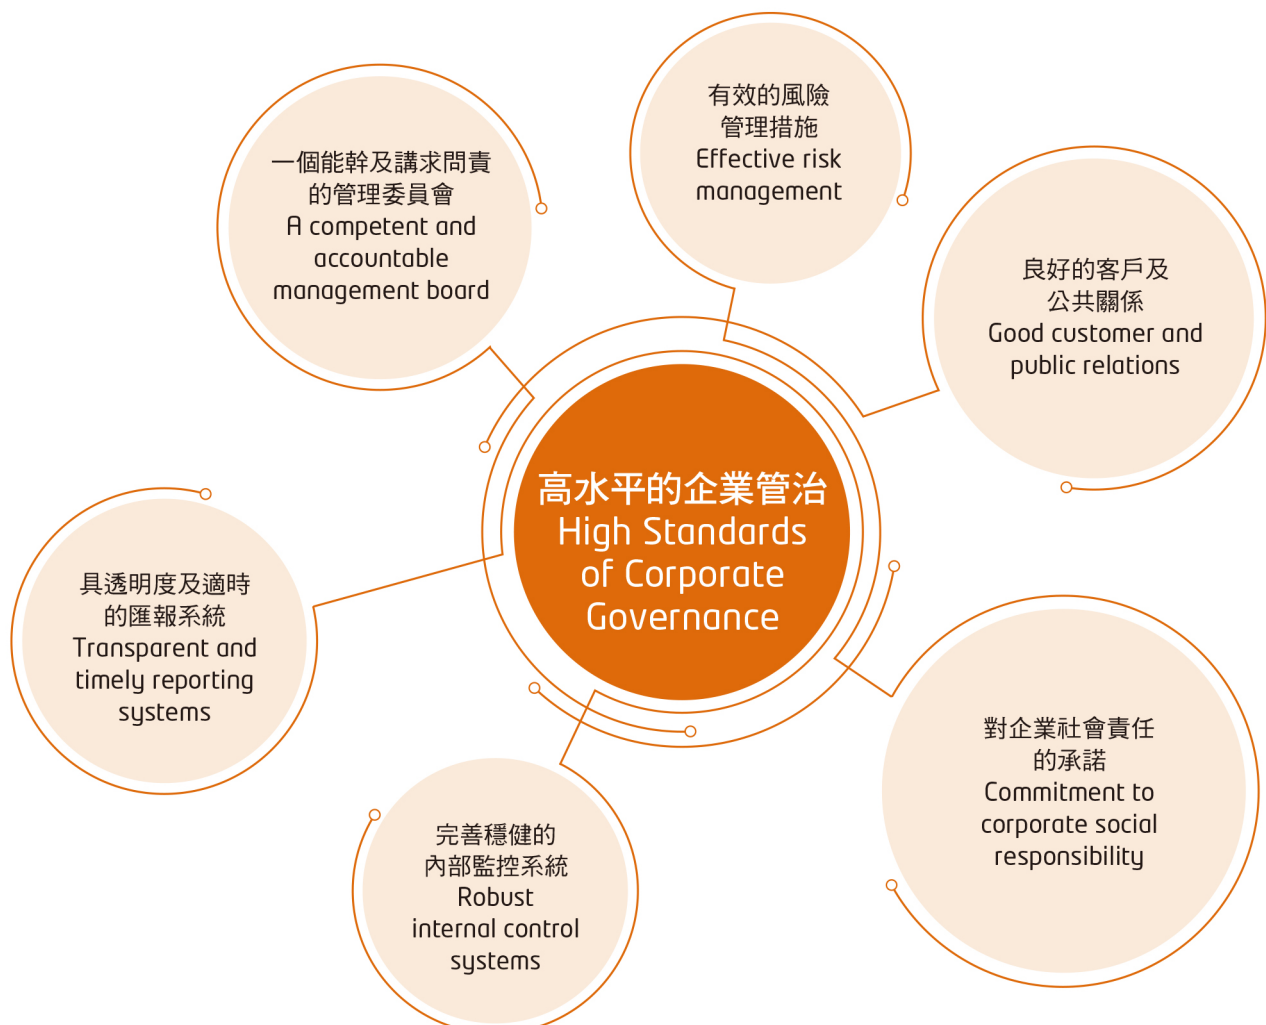 有效的風險
管理措施
Effective risk
management
一個能幹及講求問責
的管理委員會
A competent and
accountable
management board
良好的客戶及
公共關係
Good customer and
public relations
高水平的企業管治
High Standards
of Corporate
Governance
具透明度及適時
的匯報系統
Transparent and
timely reporting
systems
對企業社會責任
的承諾
Commitment to
corporate social
responsibility
完善穩健的
內部監控系統
Robust
internal control
systems